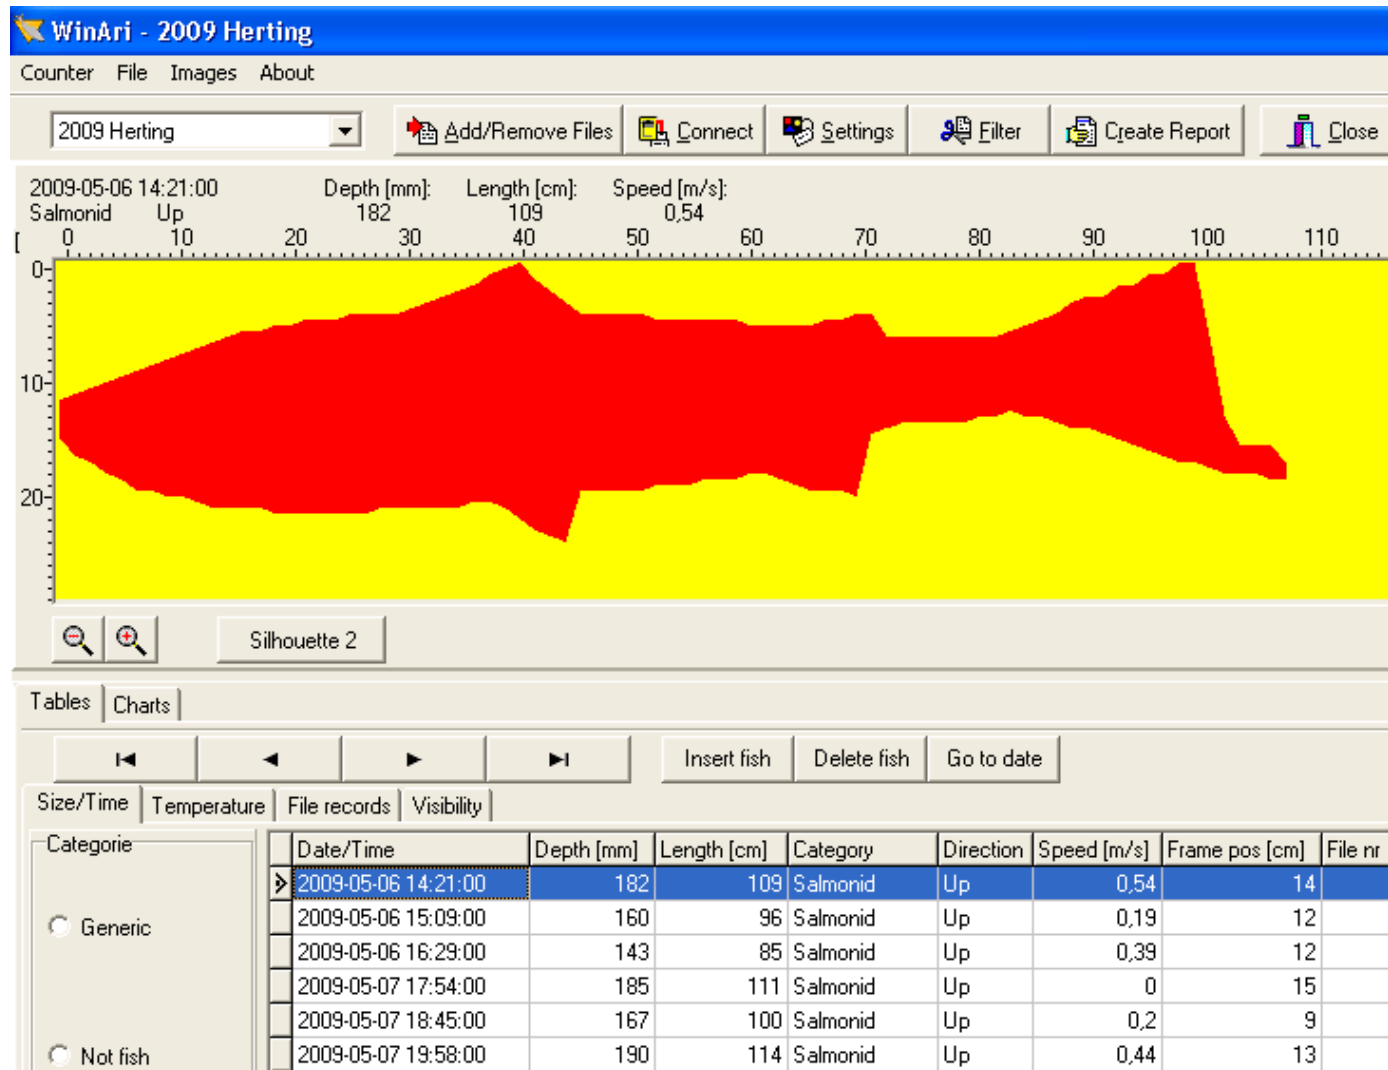 WinAri - 2009 Herting
Counter File Images About
2009 Herting Add/Remove Files Connect Settings Filter Create Report Close
2009-05-06 14:21:00 Depth [mm]: Length [cm]: Speed [m/s]:
Salmonid Up 182 109 0,54
[ 0 10 20 30 40 50 60 70 80 90 100 110
0
10
20
Silhouette 2
Tables Charts
Insert fish Delete fish Go to date
Size/Time Temperature File records Visibility
Categorie Date/Time Depth [mm] Length [cm] Category Direction Speed [m/s] Frame pos [cm] File nr
2009-05-06 14:21:00 182 109 Salmonid Up 0,54 14
Generic 2009-05-06 15:09:00 160 96 Salmonid Up 0,19 12
2009-05-06 16:29:00 143 85 Salmonid Up 0,39 12
2009-05-07 17:54:00 185 111 Salmonid Up 0 15
2009-05-07 18:45:00 167 100 Salmonid Up 0,2 9
Not fish 2009-05-07 19:58:00 190 114 Salmonid Up 0,44 13